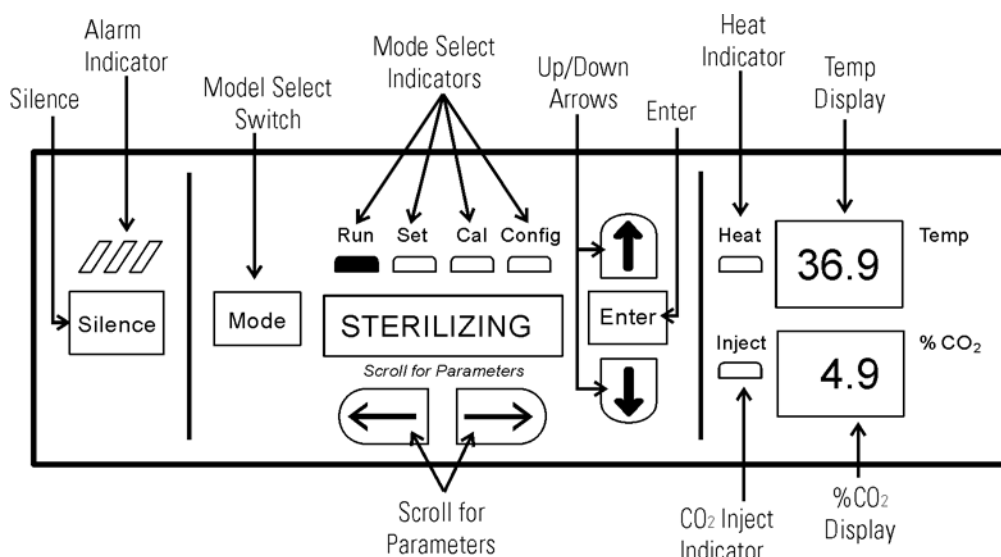 Alarm
Indicator
Silence
Model Select
Switch
Mode Select
Indicators
Up/Down
Arrows
Enter
Heat
Indicator
Temp
Display
Silence
Mode
Run Set Cal Config
STERILIZING
Scroll for Parameters
Enter
Heat
36.9
Temp
Inject
4.9
% CO₂
Scroll for
Parameters
CO₂ Inject
Indicator
%CO₂
Display